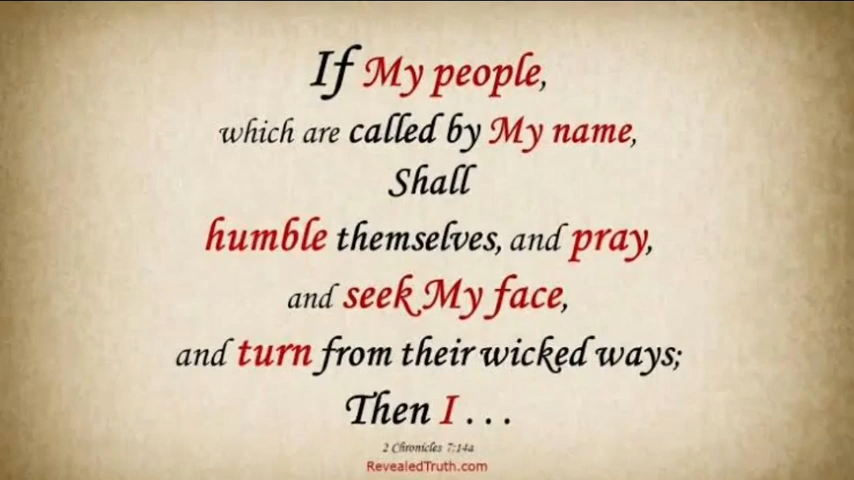 If My people,
which are called by My name,
Shall
humble themselves, and pray,
and seek My face,
and turn from their wicked ways;
Then I . . .
2 Chronicles 7:14a
RevealedTruth.com